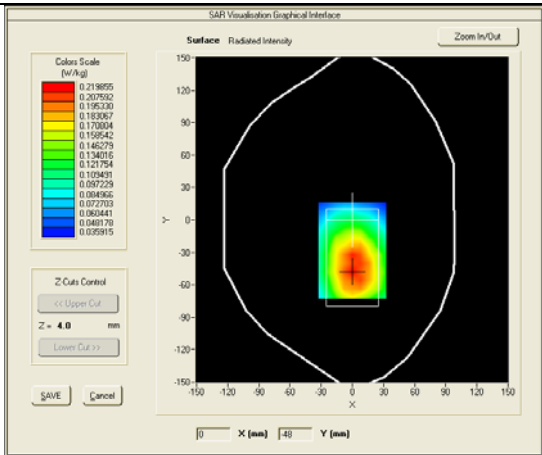 SAR Visualisation Graphical Interface
Surface Radiated Intensity
Zoom In/Out
Colors Scale
(W/kg)
0.219855
0.207592
0.195330
0.183067
0.170804
0.158542
0.146279
0.134016
0.121754
0.109491
0.097229
0.084966
0.072703
0.060441
0.048178
0.035915
Z Cuts Control
<< Upper Cut
Z = 4.0 mm
Lower Cut >>
SAVE Cancel
150
120
90
60
30
0
-30
-60
-90
-120
-150
Y
-150 -120 -90 -60 -30 0 30 60 90 120 150
X
0 X (mm) -48 Y (mm)